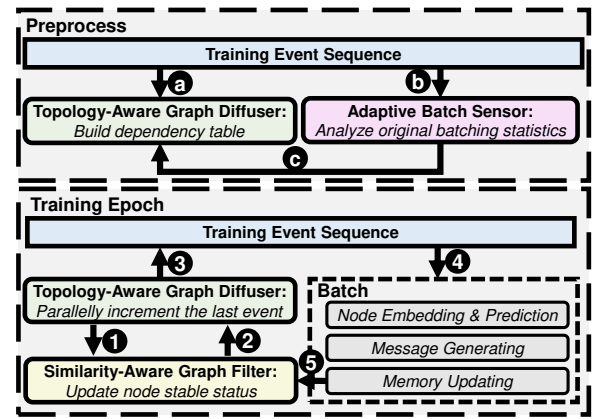 Preprocess
Training Event Sequence
a
b
Topology-Aware Graph Diffuser:
Build dependency table
Adaptive Batch Sensor:
Analyze original batching statistics
c
Training Epoch
Training Event Sequence
3
4
Topology-Aware Graph Diffuser:
Parallelly increment the last event
Batch
Node Embedding & Prediction
Message Generating
Memory Updating
1
2
5
Similarity-Aware Graph Filter:
Update node stable status